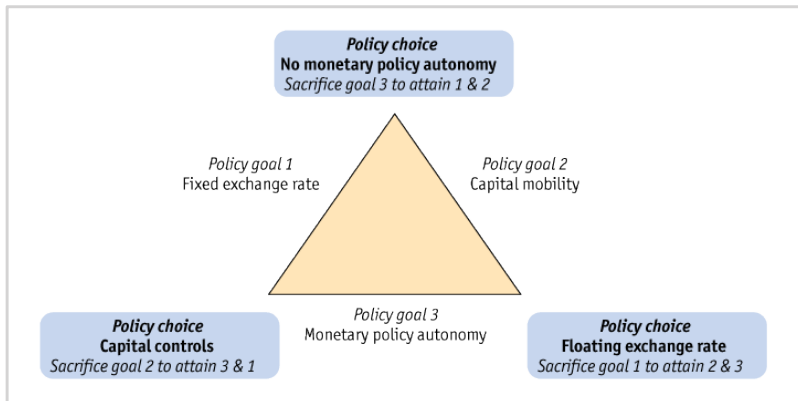 Policy choice
No monetary policy autonomy
Sacrifice goal 3 to attain 1 & 2
Policy goal 1
Fixed exchange rate
Policy goal 2
Capital mobility
Policy goal 3
Monetary policy autonomy
Policy choice
Capital controls
Sacrifice goal 2 to attain 3 & 1
Policy choice
Floating exchange rate
Sacrifice goal 1 to attain 2 & 3